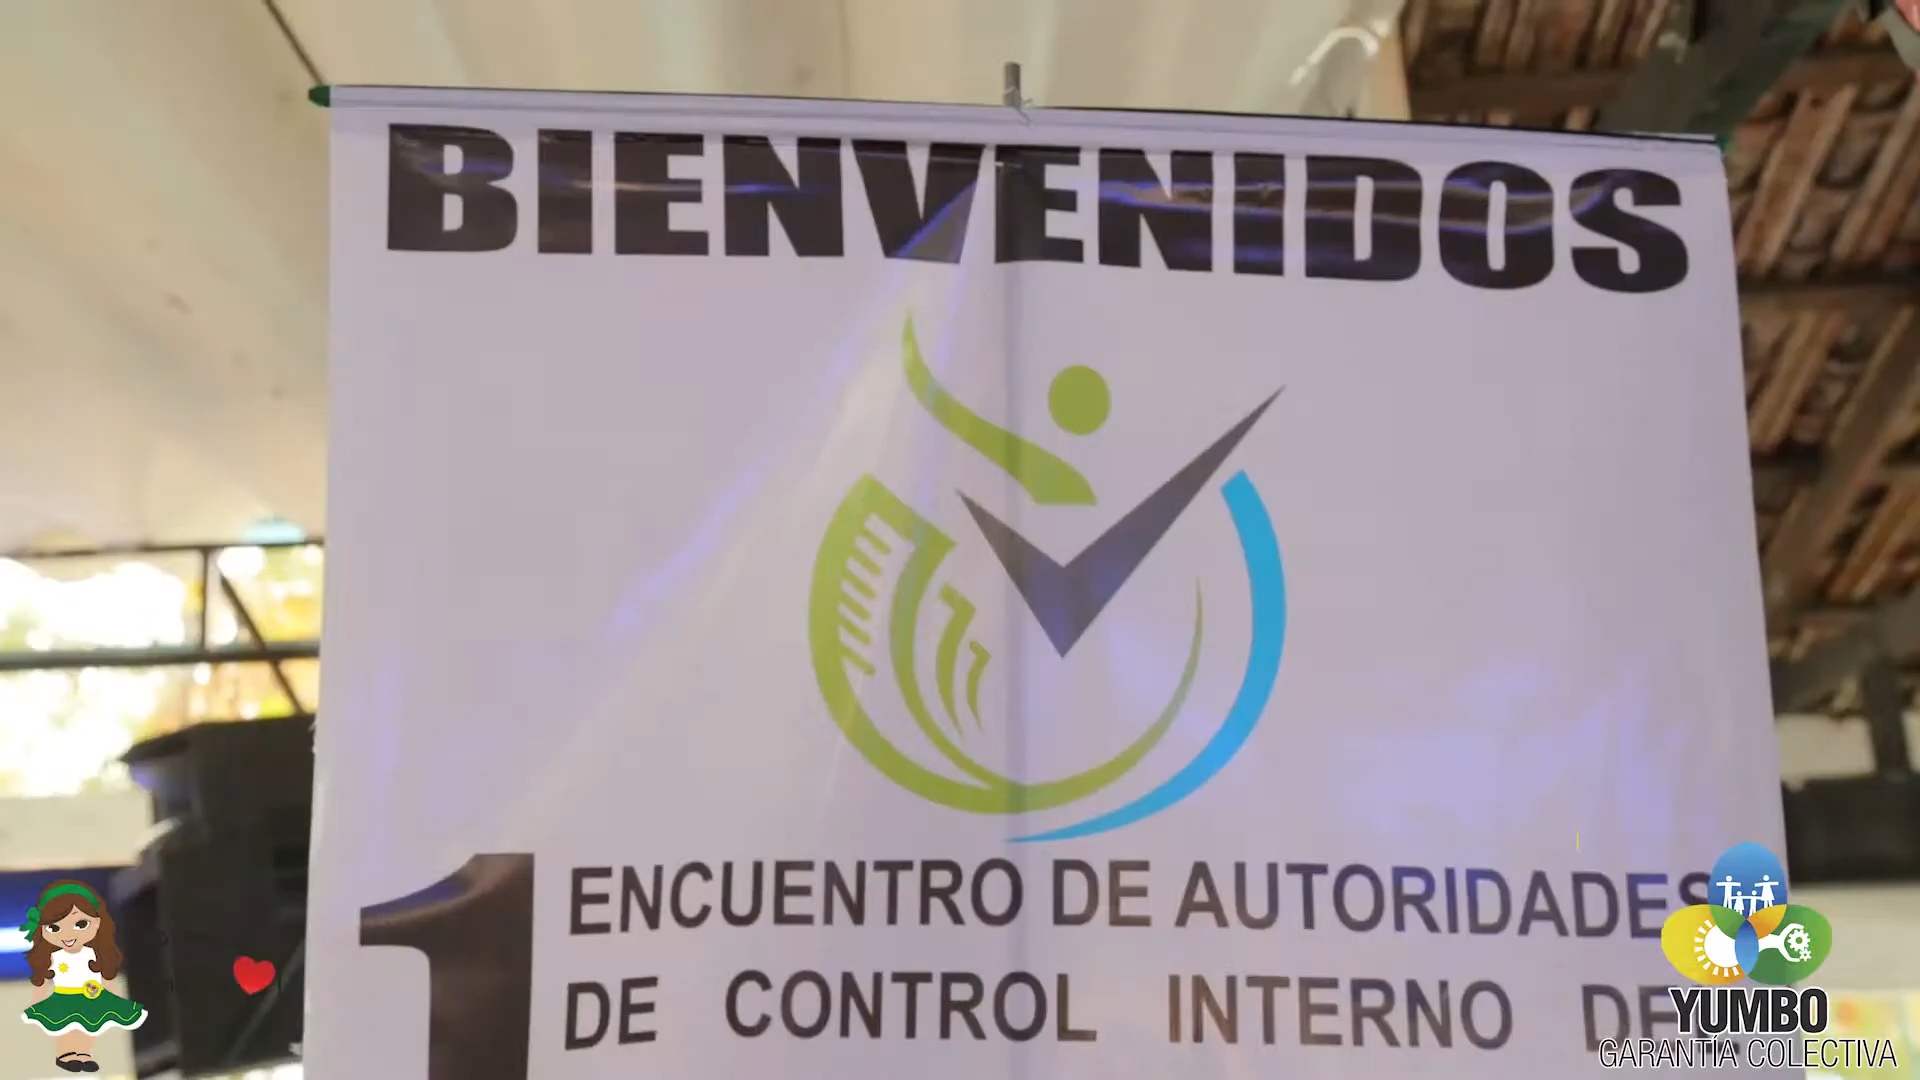 BIENVENIDOS
1 ENCUENTRO DE AUTORIDADES
DE CONTROL INTERNO
YUMBO
GARANTÍA COLECTIVA